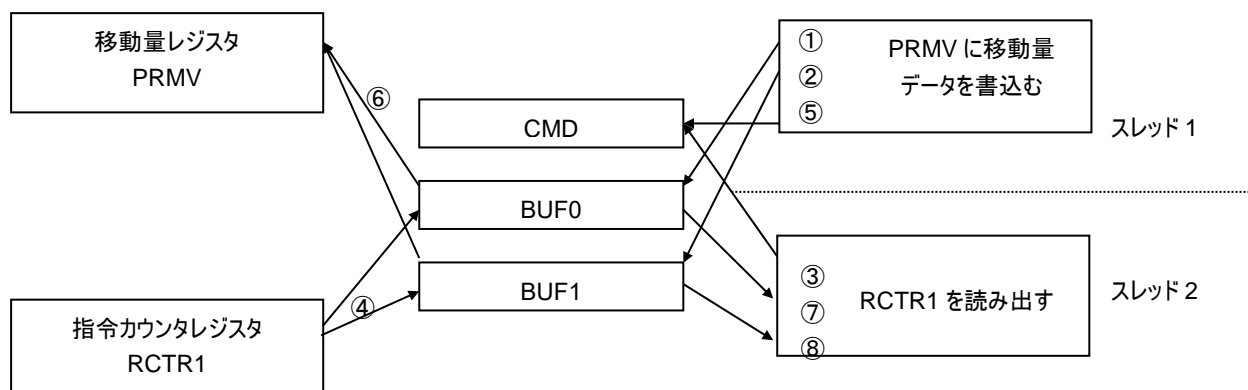 移動量レジスタ
PRMV
⑥
CMD
BUF0
BUF1
④
指令カウンタレジスタ
RCTR1
①
②
⑤
PRMV に移動量
データを書込む
スレッド 1
③
⑦
⑧
RCTR1 を読み出す
スレッド 2